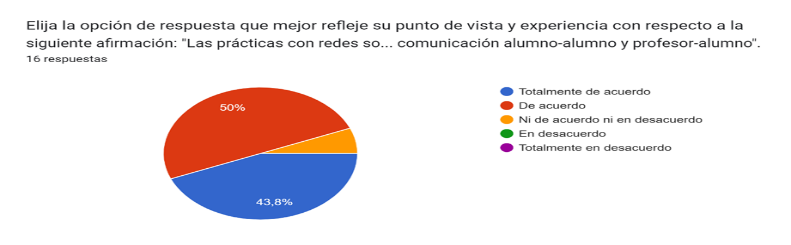 Elija la opción de respuesta que mejor refleje su punto de vista y experiencia con respecto a la
siguiente afirmación: "Las prácticas con redes so... comunicación alumno-alumno y profesor-alumno".
16 respuestas
Totalmente de acuerdo
De acuerdo
Ni de acuerdo ni en desacuerdo
En desacuerdo
Totalmente en desacuerdo
50%
43,8%